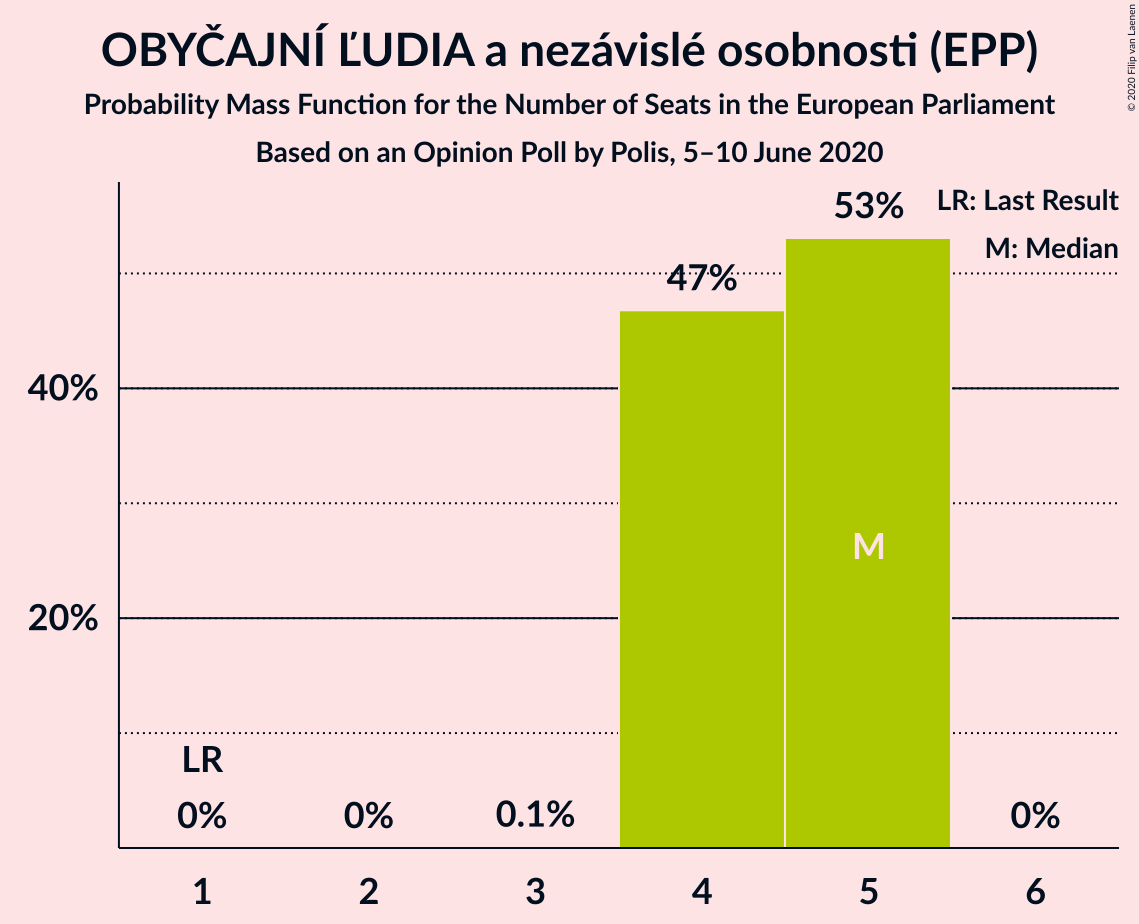 OBYČAJNÍ ĽUDIA a nezávislé osobnosti (EPP)
Probability Mass Function for the Number of Seats in the European Parliament
Based on an Opinion Poll by Polis, 5–10 June 2020
© 2020 Filip van Laenen
LR: Last Result
M: Median
53%
47%
40%
M
20%
LR
0%
0%
0.1%
0%
1
2
3
4
5
6